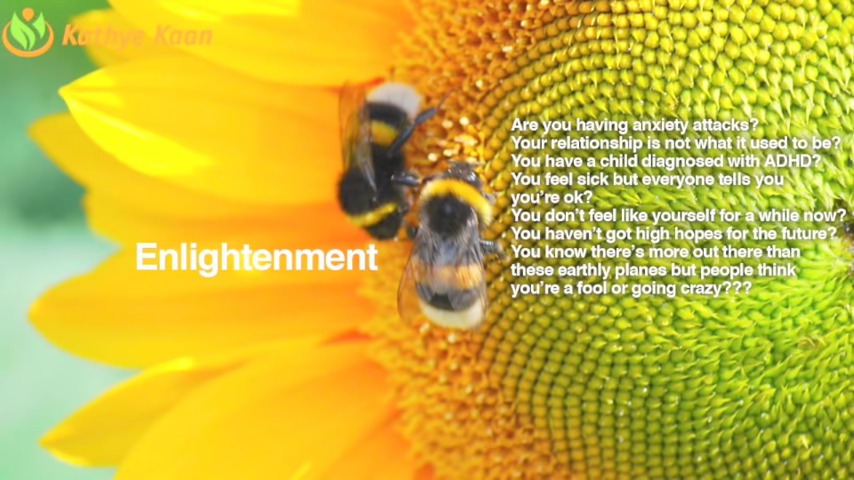 Kathye Kaan
Enlightenment
Are you having anxiety attacks?
Your relationship is not what it used to be?
You have a child diagnosed with ADHD?
You feel sick but everyone tells you
you're ok?
You don't feel like yourself for a while now?
You haven't got high hopes for the future?
You know there's more out there than
these earthly planes but people think
you're a fool or going crazy???